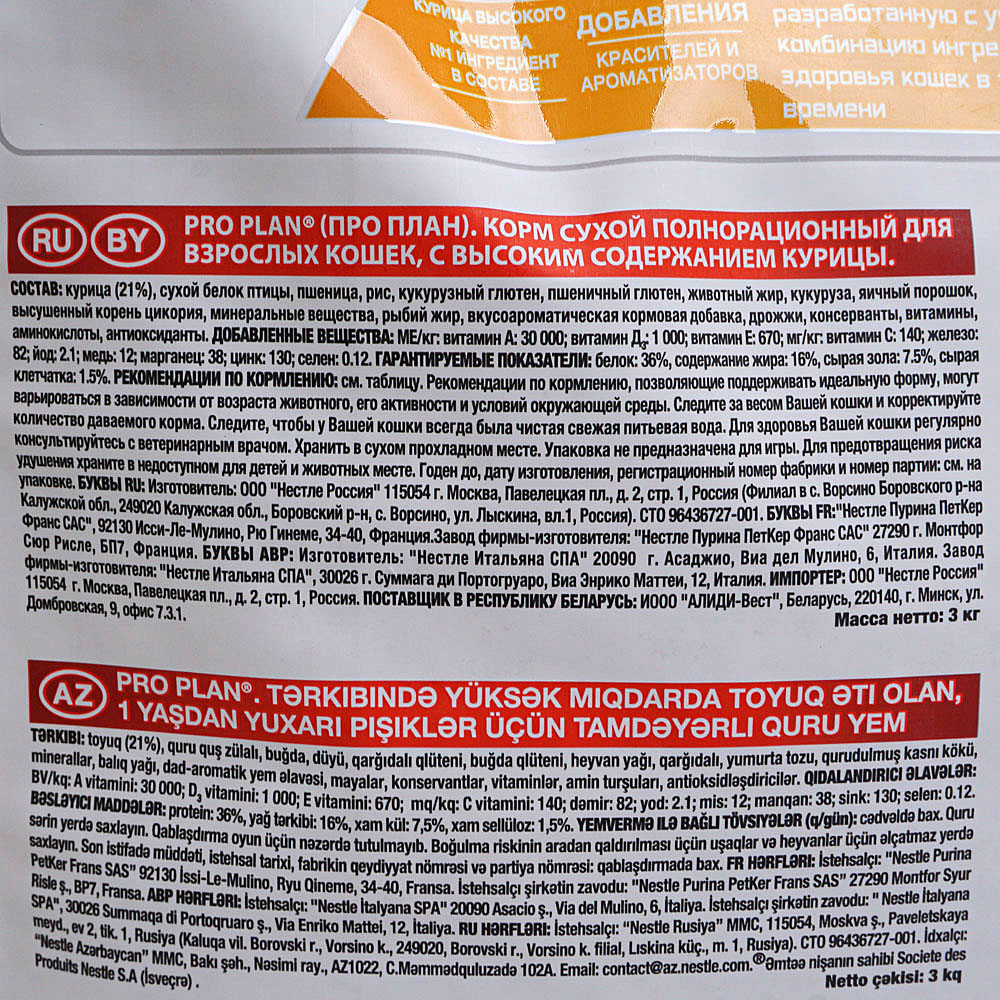 КУРИЦА ВЫСОКОГО
КАЧЕСТВА
№1 ИНГРЕДИЕНТ
В СОСТАВЕ
ДОБАВЛЕНИЯ
КРАСИТЕЛЕЙ И
АРОМАТИЗАТОРОВ
разработанную с
комбинацию
здоровья кошек в
времени
RU BY
PRO PLAN® (ПРО ПЛАН). КОРМ СУХОЙ ПОЛНОРАЦИОННЫЙ ДЛЯ
ВЗРОСЛЫХ КОШЕК, С ВЫСОКИМ СОДЕРЖАНИЕМ КУРИЦЫ.
СОСТАВ: курица (21%), сухой белок птицы, пшеница, рис, кукурузный глютен, пшеничный глютен, животный жир, кукуруза, яичный порошок,
высушенный корень цикория, минеральные вещества, рыбий жир, вкусоароматическая кормовая добавка, дрожжи, консерванты, витамины,
аминокислоты, антиоксиданты. ДОБАВЛЕННЫЕ ВЕЩЕСТВА: МЕ/кг: витамин А: 30 000; витамин Д₃: 1 000; витамин Е: 670; мг/кг: витамин С: 140; железо:
82; йод: 2.1; медь: 12; марганец: 38; цинк: 130; селен: 0.12. ГАРАНТИРУЕМЫЕ ПОКАЗАТЕЛИ: белок: 36%, содержание жира: 16%, сырая зола: 7.5%, сырая
клетчатка: 1.5%. РЕКОМЕНДАЦИИ ПО КОРМЛЕНИЮ: см. таблицу. Рекомендации по кормлению, позволяющие поддерживать идеальную форму, могут
варьироваться в зависимости от возраста животного, его активности и условий окружающей среды. Следите за весом Вашей кошки и корректируйте
количество даваемого корма. Следите, чтобы у Вашей кошки всегда была чистая свежая питьевая вода. Для здоровья Вашей кошки регулярно
консультируйтесь с ветеринарным врачом. Хранить в сухом прохладном месте. Упаковка не предназначена для игры. Для предотвращения риска
удушения храните в недоступном для детей и животных месте. Годен до, дату изготовления, регистрационный номер фабрики и номер партии: см. на
упаковке. БУКВЫ RU: Изготовитель: ООО "Нестле Россия" 115054 г. Москва, Павелецкая пл., д. 2, стр. 1, Россия (Филиал в с. Ворсино Боровского р-на
Калужской обл., 249020 Калужская обл., Боровский р-н, с. Ворсино, ул. Лыскина, вл.1, Россия). СТО 96436727-001. БУКВЫ FR:"Нестле Пурина ПетКер
Франс САС", 92130 Исси-Ле-Мулино, Рю Гинеме, 34-40, Франция.Завод фирмы-изготовителя: "Нестле Пурина ПетКер Франс САС" 27290 г. Монтфор
Сюр Рисле, БП7, Франция. БУКВЫ АВР: Изготовитель: "Нестле Итальяна СПА" 20090 г. Асаджио, Виа дел Мулино, 6, Италия. Завод
фирмы-изготовителя: "Нестле Итальяна СПА", 30026 г. Суммага ди Портогруаро, Виа Энрико Маттеи, 12, Италия. ИМПОРТЕР: ООО "Нестле Россия"
115054 г. Москва, Павелецкая пл., д. 2, стр. 1, Россия. ПОСТАВЩИК В РЕСПУБЛИКУ БЕЛАРУСЬ: ИООО "АЛИДИ-Вест", Беларусь, 220140, г. Минск, ул.
Домбровская, 9, офис 7.3.1.
Масса нетто: 3 кг
AZ
PRO PLAN®. TƏRKIBINDƏ YÜKSƏK MIQDARDA TOYUQ ƏTI OLAN,
1 YAŞDAN YUXARI PIŞIKLƏR ÜÇÜN TAMDƏYƏRLI QURU YEM
TƏRKIBI: toyuq (21%), quru quş zülalı, buğda, düyü, qarğıdalı qlüteni, buğda qlüteni, heyvan yağı, qarğıdalı, yumurta tozu, qurudulmuş kasnı kökü,
minerallar, balıq yağı, dad-aromatik yem əlavəsi, mayalar, konservantlar, vitaminlər, amin turşuları, antioksidləşdiricilər. QIDALANDIRICI ƏLAVƏLƏR:
BV/kq: A vitamini: 30 000; D₃ vitamini: 1 000; E vitamini: 670; mq/kq: C vitamini: 140; dəmir: 82; yod: 2.1; mis: 12; manqan: 38; sink: 130; selen: 0.12.
BƏSLƏYICI MADDƏLƏR: protein: 36%, yağ tərkibi: 16%, xam kül: 7,5%, xam sellüloz: 1,5%. YEMVERMƏ ILƏ BAĞLI TÖVSIYƏLƏR (q/gün): cədvəldə bax. Quru
sərin yerdə saxlayın. Qablaşdırma oyun üçün nəzərdə tutulmayıb. Boğulma riskinin aradan qaldırılması üçün uşaqlar və heyvanlar üçün əlçatmaz yerdə
saxlayın. Son istifadə müddəti, istehsal tarixi, fabrikin qeydiyyat nömrəsi və partiya nömrəsi: qablaşdırmada bax. FR HƏRFLƏRI: İstehsalçı: "Nestle Purina
PetKer Frans SAS" 92130 İssi-Le-Mulino, Ryu Qineme, 34-40, Fransa. İstehsalçı şirkətin zavodu: "Nestle Purina PetKer Frans SAS" 27290 Montfor Syur
Risle ş., BP7, Fransa. ABP HƏRFLƏRI: İstehsalçı: "Nestle İtalyana SPA" 20090 Asacio ş., Via del Mulino, 6, İtaliya. İstehsalçı şirkətin zavodu: " Nestle İtalyana
SPA", 30026 Summaqa di Portoqruaro ş., Via Enriko Mattei, 12, İtaliya. RU HƏRFLƏRI: İstehsalçı: "Nestle Rusiya" MMC, 115054, Moskva ş., Paveletskaya
meyd., ev 2, tik. 1, Rusiya (Kaluqa vil. Borovski r., Vorsino k., 249020, Borovski r., Vorsino k. filial, Lıskina küç., m. 1, Rusiya). СТО 96436727-001. İdxalçı:
"Nestle Azərbaycan" MMC, Bakı şəh., Nəsimi ray., AZ1022, C.Məmmədquluzadə 102A. Email: contact@az.nestle.com.®Əmtəə nişanın sahibi Societe des
Produits Nestle S.A (İsveçrə) .
Netto çəkisi: 3 kq